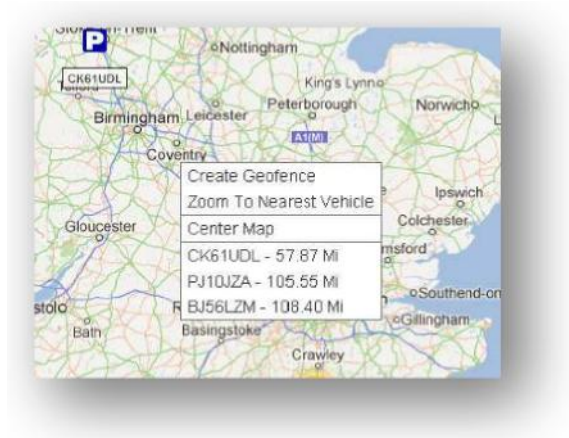 P
Nottingham
CK61UDL
King's Lynn
Peterborough
Norwich
Birmingham
Leicester
A1(M)
Coventry
Create Geofence
Zoom To Nearest Vehicle
Ipswich
Gloucester
Center Map
Colchester
msford
CK61UDL - 57.87 Mi
PJ10JZA - 105.55 Mi
BJ56LZM - 108.40 Mi
Southend-on
stolo
R
Gillingham
Bath
Basingstoke
Crawley